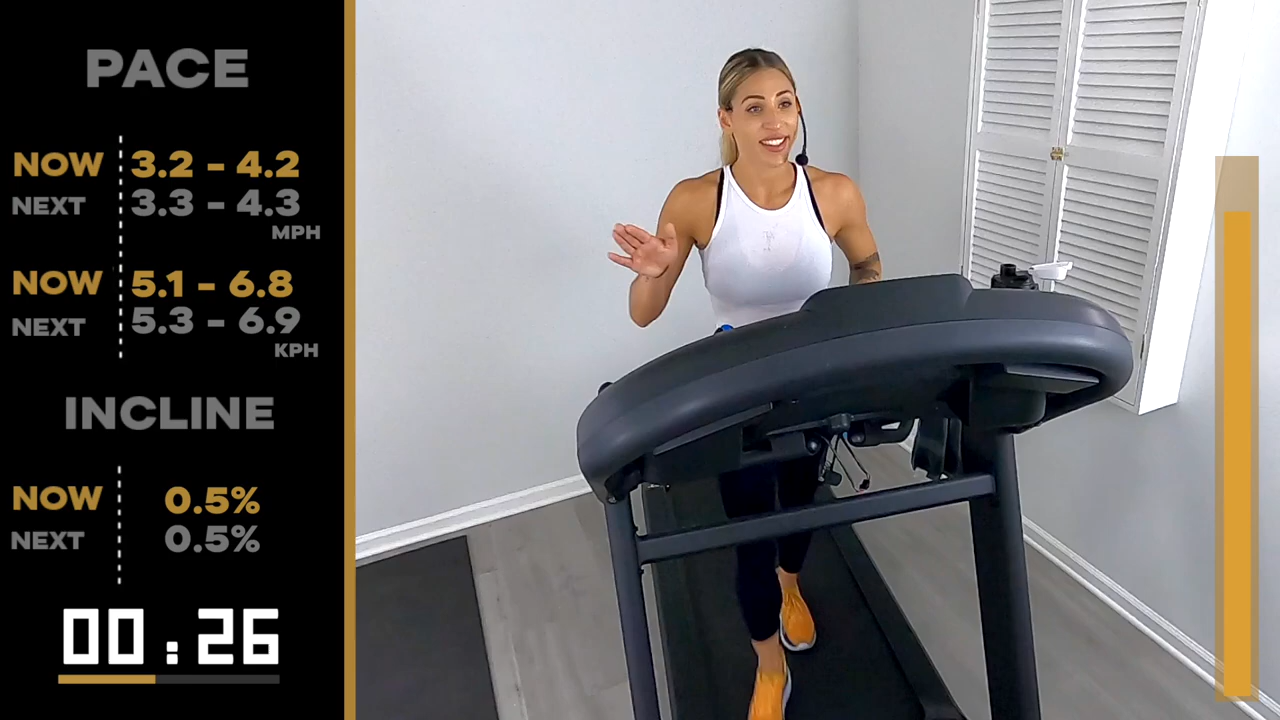 PACE
NOW 3.2 - 4.2
NEXT 3.3 - 4.3
MPH
NOW 5.1 - 6.8
NEXT 5.3 - 6.9
KPH
INCLINE
NOW 0.5%
NEXT 0.5%
00:26